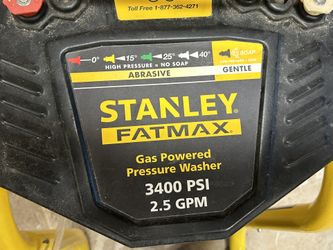 Toll Free 1-877-362-4271
0° 15° 25° 40° SOAP
HIGH PRESSURE = NO SOAP
ABRASIVE GENTLE
STANLEY
FATMAX®
Gas Powered
Pressure Washer
3400 PSI
2.5 GPM